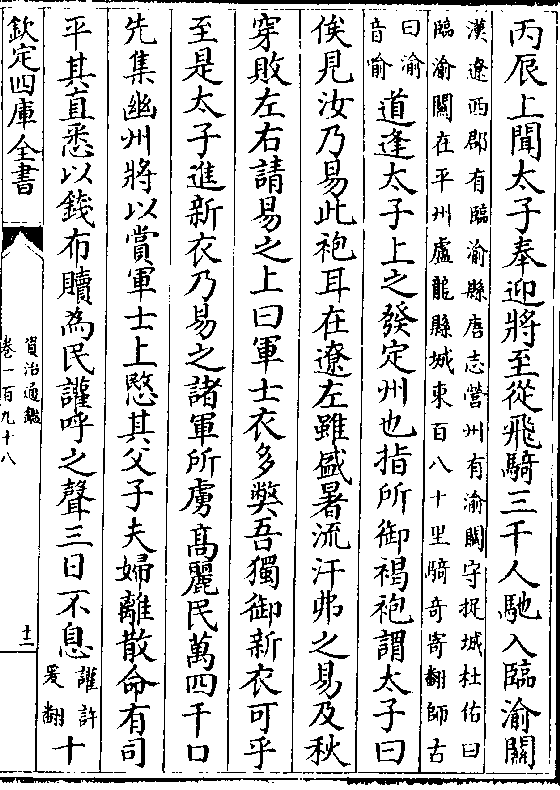 丙辰上聞太子奉迎將至從飛騎三千人馳入臨渝關
漢遼西郡有臨渝縣唐志營州有渝關守捉城杜佑曰
臨渝關在平州盧龍縣城東百八十里騎奇寄翻師古
曰渝
音喻
道逢太子上之發定州也指所御褐袍謂太子曰
俟見汝乃易此袍耳在遼左雖盛暑流汗弗之易及秋
穿敗左右請易之上曰軍士衣多弊吾獨御新衣可乎
至是太子進新衣乃易之諸軍所虜髙麗民萬四千口
先集幽州將以賞軍士上愍其父子夫婦離散命有司
平其直悉以錢布贖為民讙呼之聲三日不息
讙許
爰翻
十
欽定四庫全書
資治通鑑
卷一百九十八
十二